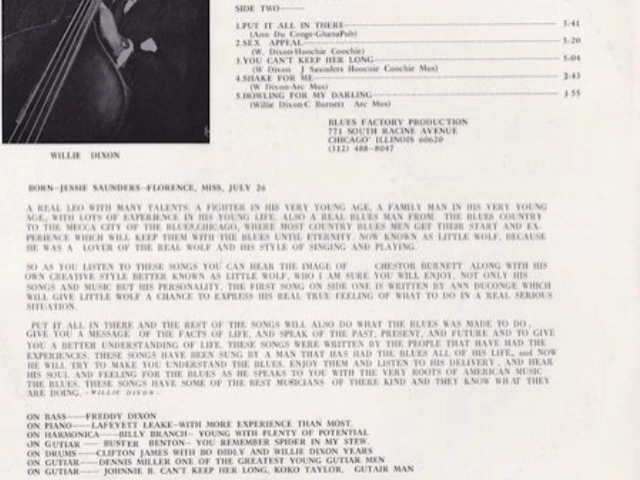 SIDE TWO
1.PUT IT ALL IN THERE 3:41
(Ann Du Conge-GhanaPub)
2.SEX APPEAL 5:20
(W. Dixon-Hoochie Coochie)
3.YOU CAN'T KEEP HER LONG 5:04
(W Dixon J Saunders Hoocoie Coochie Mus)
4.SHAKE FOR ME 3:43
(W Dixon-Arc Mus)
5.HOWLING FOR MY DARLING 3 55
(Willie Dixon-C Burnett Arc Mus)
BLUES FACTORY PRODUCTION
771 SOUTH RACINE AVENUE
CHICAGO' ILLINOIS 60620
(312) 488-8047
WILLIE DIXON
BORN-JESSIE SAUNDERS-FLORENCE, MISS, JULY 26
A REAL LEO WITH MANY TALENTS. A FIGHTER IN HIS VERY YOUNG AGE, A FAMILY MAN IN HIS VERY YOUNG
AGE, WITH LOTS OF EXPERIENCE IN HIS YOUNG LIFE. ALSO A REAL BLUES MAN FROM THE BLUES COUNTRY
TO THE MECCA CITY OF THE BLUES,CHICAGO, WHERE MOST COUNTRY BLUES MEN GET THEIR START AND EX-
PERIENCE WHICH WILL KEEP THEM WITH THE BLUES UNTIL ETERNITY. NOW KNOWN AS LITTLE WOLF, BECAUSE
HE WAS A LOVER OF THE REAL WOLF AND HIS STYLE OF SINGING AND PLAYING.
SO AS YOU LISTEN TO THESE SONGS YOU CAN HEAR THE IMAGE OF CHESTOR BURNETT ALONG WITH HIS
OWN CREATIVE STYLE BETTER KNOWN AS LITTLE WOLF, WHO I AM SURE YOU WILL ENJOY. NOT ONLY HIS
SONGS AND MUSIC BUT HIS PERSONALITY. THE FIRST SONG ON SIDE ONE IS WRITTEN BY ANN DUCONGE WHICH
WILL GIVE LITTLE WOLF A CHANCE TO EXPRESS HIS REAL TRUE FEELING OF WHAT TO DO IN A REAL SERIOUS
SITUATION.
PUT IT ALL IN THERE AND THE REST OF THE SONGS WILL ALSO DO WHAT THE BLUES WAS MADE TO DO ,
GIVE YOU A MESSAGE OF THE FACTS OF LIFE, AND SPEAK OF THE PAST, PRESENT, AND FUTURE AND TO GIVE
YOU A BETTER UNDERSTANDING OF LIFE. THESE SONGS WERE WRITTEN BY THE PEOPLE THAT HAVE HAD THE
EXPERIENCES. THESE SONGS HAVE BEEN SUNG BY A MAN THAT HAS HAD THE BLUES ALL OF HIS LIFE, and NOW
HE WILL TRY TO MAKE YOU UNDERSTAND THE BLUES. ENJOY THEM AND LISTEN TO HIS DELIVERY , AND HEAR
HIS SOUL AND FEELING FOR THE BLUES AS HE SPEAKS TO YOU WITH THE VERY ROOTS OF AMERICAN MUSIC
THE BLUES. THESE SONGS HAVE SOME OF THE BEST MUSICIANS OF THERE KIND AND THEY KNOW WHAT THEY
ARE DOING. -WILLIE DIXON-
ON BASS----FREDDY DIXON
ON PIANO----LAFEYETT LEAKE-WITH MORE EXPERIENCE THAN MOST,
ON HARMONICA----BILLY BRANCH- YOUNG WITH PLENTY OF POTENTIAL
ON GUTIAR---- BUSTER BENTON- YOU REMEMBER SPIDER IN MY STEW.
ON DRUMS----CLIFTON JAMES WITH BO DIDLY AND WILLIE DIXON YEARS
ON GUTIAR----DENNIS MILLER ONE OF THE GREATEST YOUNG GUTIAR MEN
ON GUTIAR---- JOHNNIE B. CAN'T KEEP HER LONG, KOKO TAYLOR, GUTAIR MAN